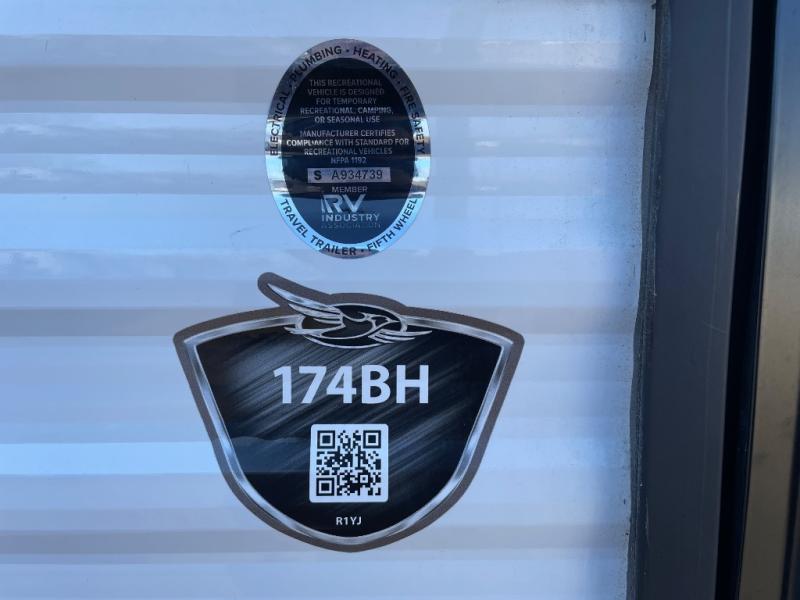 ELECTRICAL • PLUMBING • HEATING • FIRE SAFETY
THIS RECREATIONAL
VEHICLE IS DESIGNED
FOR TEMPORARY
RECREATIONAL, CAMPING,
OR SEASONAL USE
MANUFACTURER CERTIFIES
COMPLIANCE WITH STANDARD FOR
RECREATIONAL VEHICLES
NFPA 1192
S A934739
MEMBER
RV
INDUSTRY
ASSOCIATION
TRAVEL TRAILER • FIFTH WHEEL
174BH
R1YJ